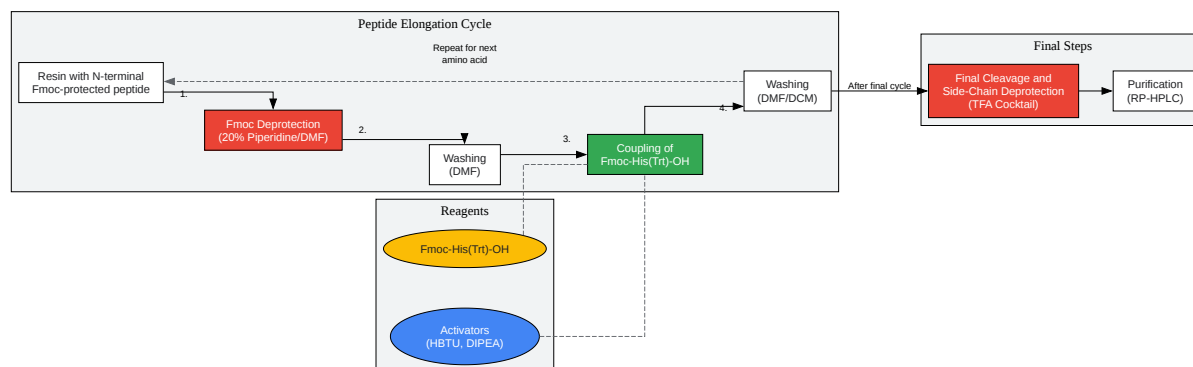 Peptide Elongation Cycle
Repeat for next
amino acid
Resin with N-terminal
Fmoc-protected peptide
1.
Fmoc Deprotection
(20% Piperidine/DMF)
2.
Washing
(DMF)
3.
Coupling of
Fmoc-His(Trt)-OH
4.
Washing
(DMF/DCM)
After final cycle
Final Steps
Final Cleavage and
Side-Chain Deprotection
(TFA Cocktail)
Purification
(RP-HPLC)
Reagents
Fmoc-His(Trt)-OH
Activators
(HBTU, DIPEA)